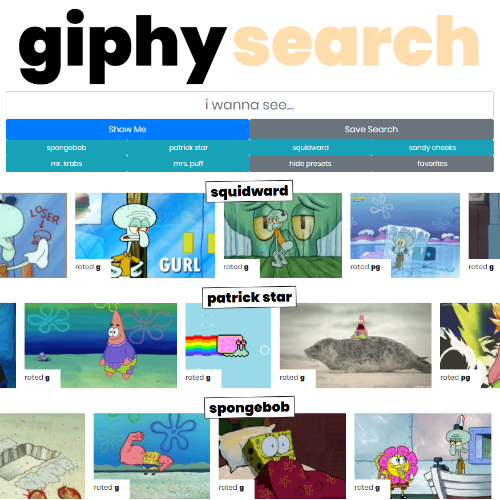 giphysearch
i wanna see...
Show Me Save Search
spongebob patrick star squidward sandy cheeks
mr. krabs mrs. puff hide presets favorites
squidward
LOSER
GURL
rated g rated g rated pg rated g
patrick star
rated g rated g rated g rated pg
spongebob
rated g rated g rated g